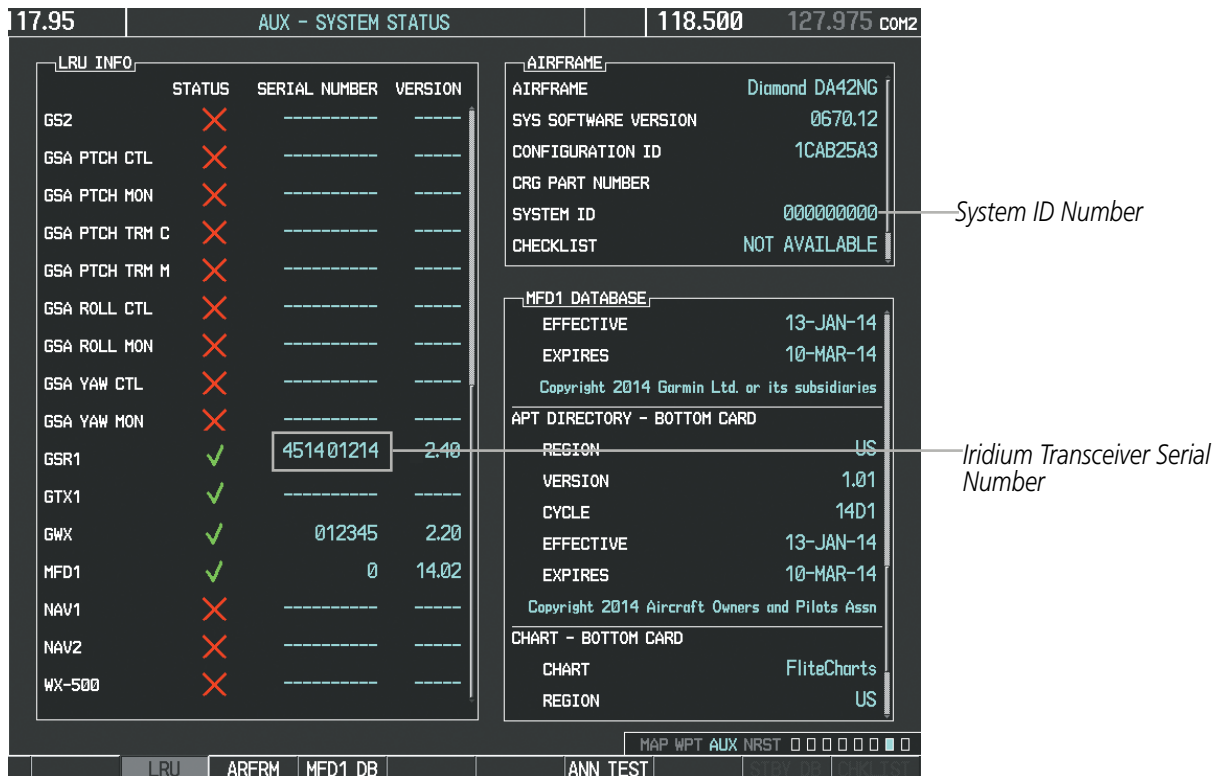 17.95 AUX - SYSTEM STATUS 118.500 127.975 COM2
LRU INFO
STATUS SERIAL NUMBER VERSION
GS2 ---------- -----
GSA PTCH CTL ---------- -----
GSA PTCH MON ---------- -----
GSA PTCH TRM C ---------- -----
GSA PTCH TRM M ---------- -----
GSA ROLL CTL ---------- -----
GSA ROLL MON ---------- -----
GSA YAW CTL ---------- -----
GSA YAW MON ---------- -----
GSR1 451401214 2.40
GTX1 ---------- -----
GWX 012345 2.20
MFD1 0 14.02
NAV1 ---------- -----
NAV2 ---------- -----
WX-500 ---------- -----
AIRFRAME
AIRFRAME Diamond DA42NG
SYS SOFTWARE VERSION 0670.12
CONFIGURATION ID 1CAB25A3
CRG PART NUMBER
SYSTEM ID 000000000
CHECKLIST NOT AVAILABLE
System ID Number
MFD1 DATABASE
EFFECTIVE 13-JAN-14
EXPIRES 10-MAR-14
Copyright 2014 Garmin Ltd. or its subsidiaries
APT DIRECTORY - BOTTOM CARD
REGION US
VERSION 1.01
CYCLE 14D1
EFFECTIVE 13-JAN-14
EXPIRES 10-MAR-14
Copyright 2014 Aircraft Owners and Pilots Assn
CHART - BOTTOM CARD
CHART FliteCharts
REGION US
Iridium Transceiver Serial
Number
MAP WPT AUX NRST
LRU ARFRM MFD1 DB ANN TEST STBY DB CHKLIST